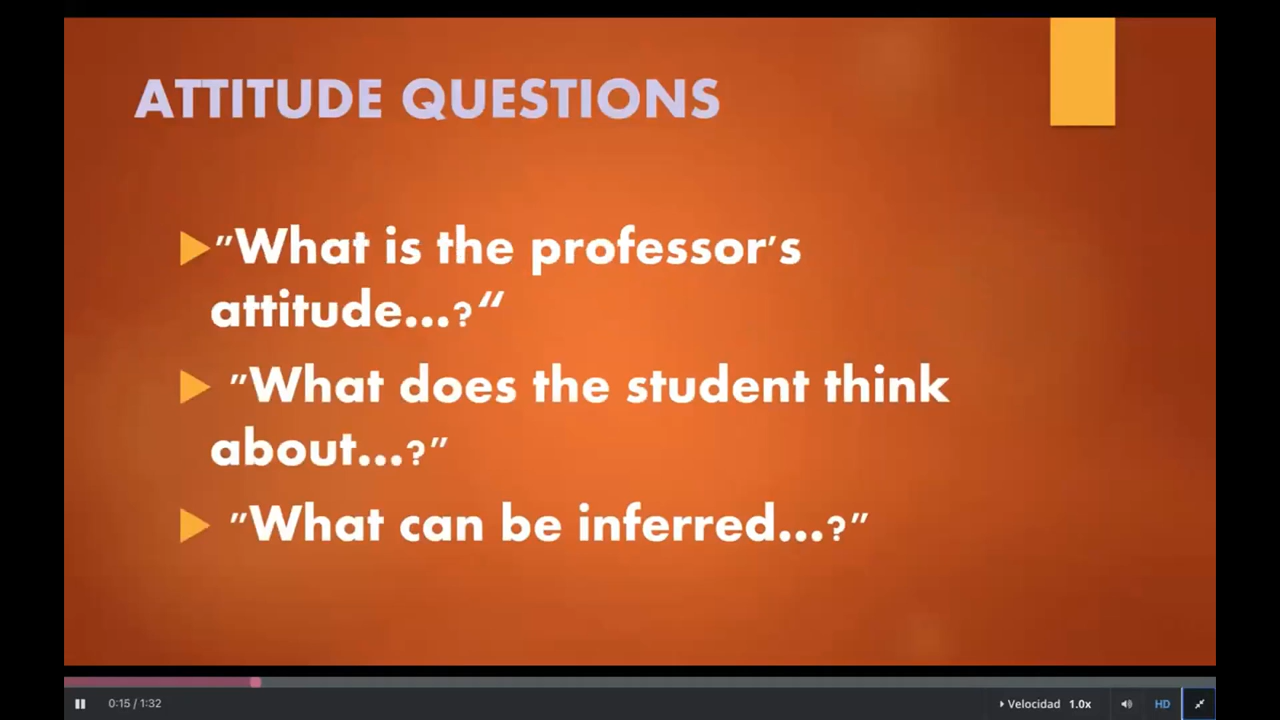 ATTITUDE QUESTIONS
"What is the professor's
attitude...?“
"What does the student think
about...?"
"What can be inferred...?"
0:15 / 1:32
Velocidad 1.0x
HD